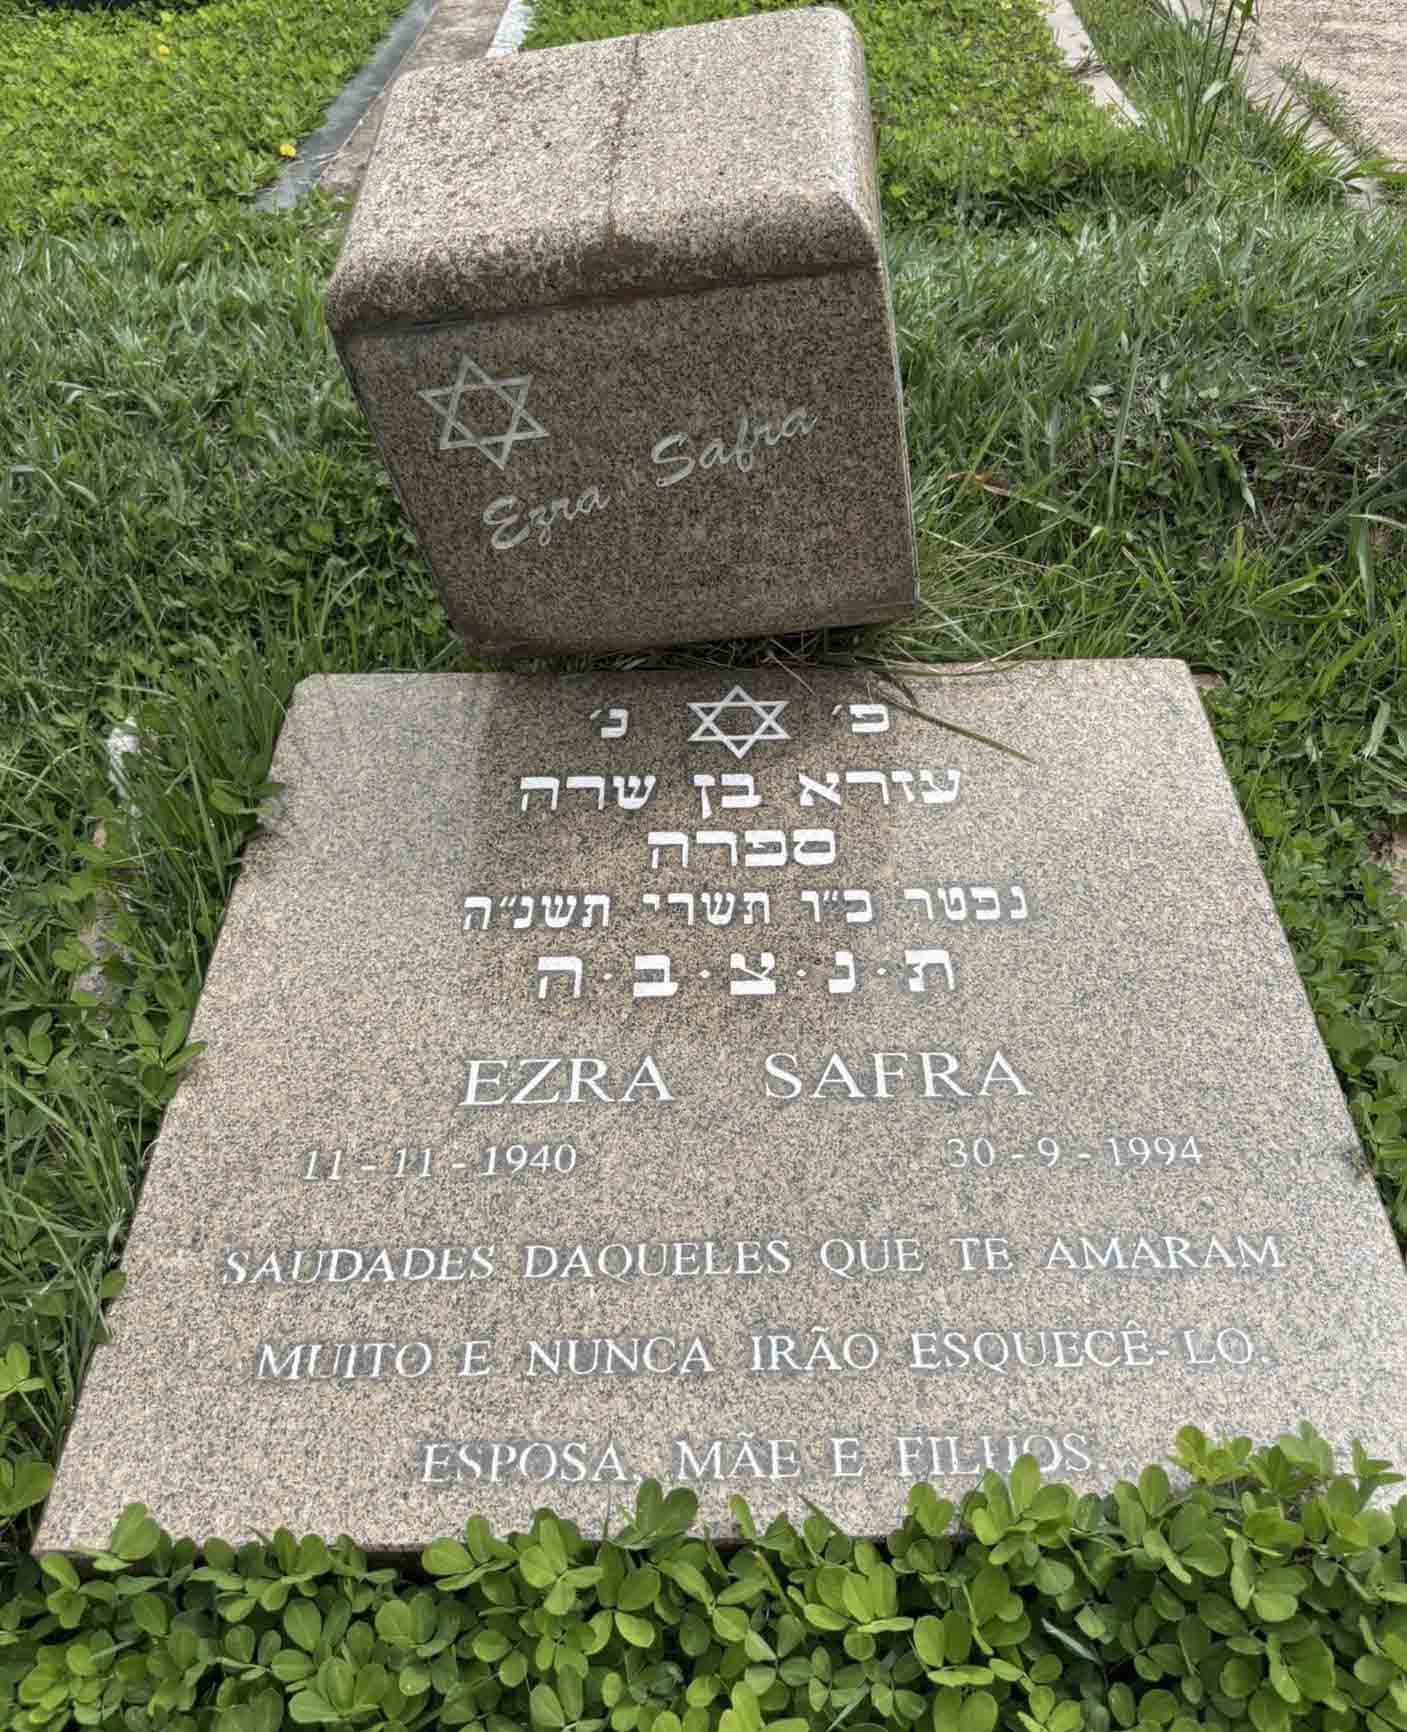 Ezra Safra
פ׳ נ׳
עזרא בן שרה
ספרה
נפטר כ״ו תשרי תשנ״ה
ת·נ·צ·ב·ה
EZRA SAFRA
11 - 11 - 1940 30 - 9 - 1994
SAUDADES DAQUELES QUE TE AMARAM
MUITO E NUNCA IRÃO ESQUECÊ-LO.
ESPOSA, MÃE E FILHOS.